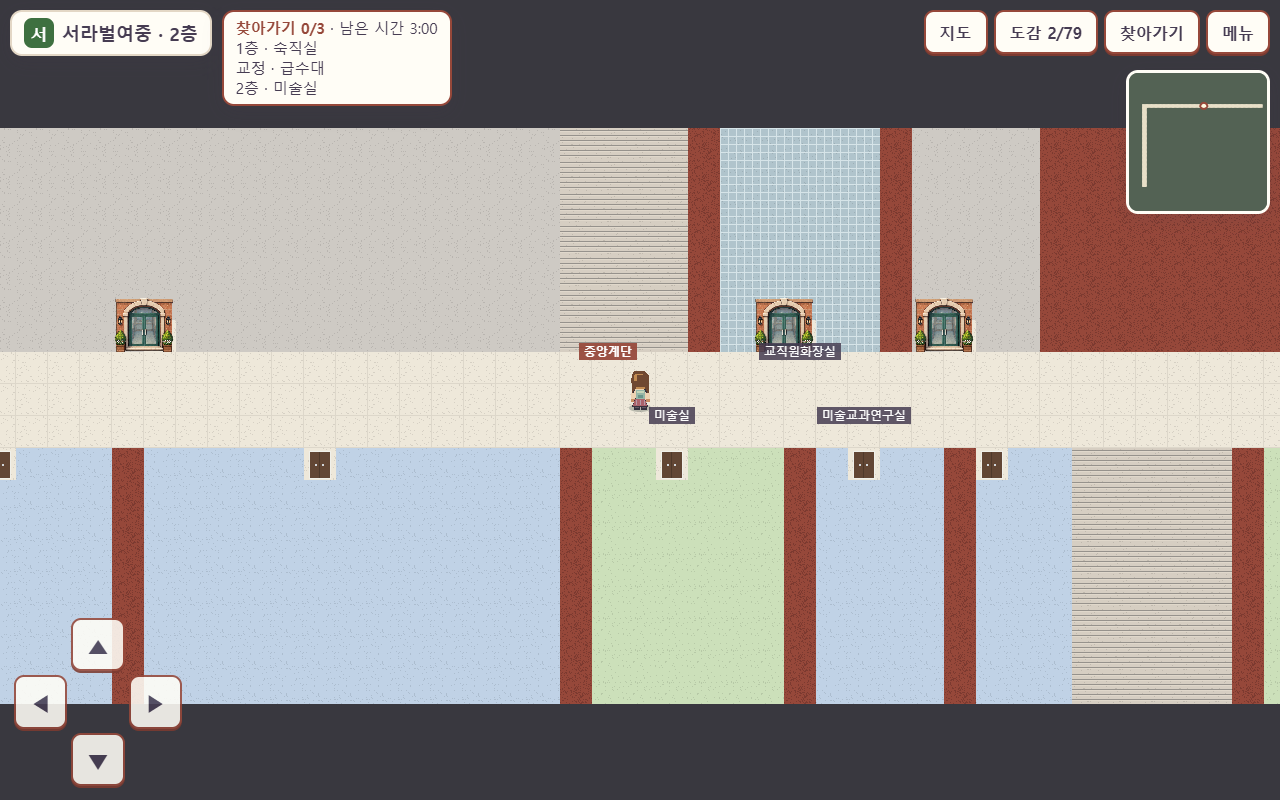 서 서라벌여중 · 2층
찾아가기 0/3 · 남은 시간 3:00
1층 · 숙직실
교정 · 급수대
2층 · 미술실
지도
도감 2/79
찾아가기
메뉴
중앙계단
교직원화장실
미술실
미술교과연구실